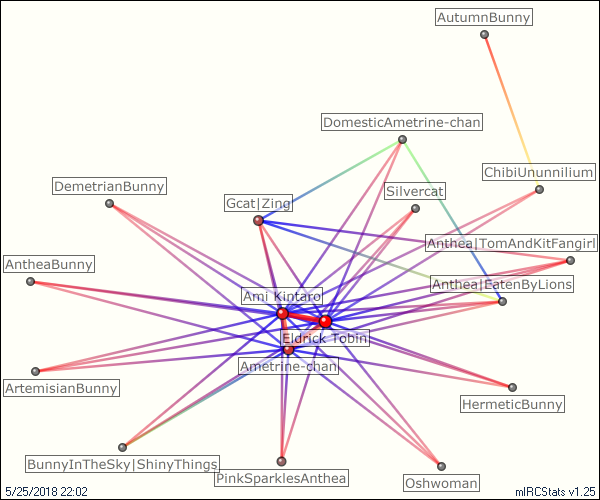 AutumnBunny
DomesticAmetrine-chan
ChibiUnunnilium
DemetrianBunny
Silvercat
Gcat|Zing
Anthea|TomAndKitFangirl
AntheaBunny
Anthea|EatenByLions
Ami Kintaro
Eldrick Tobin
Ametrine-chan
ArtemisianBunny
HermeticBunny
BunnyInTheSky|ShinyThings
PinkSparklesAnthea
Oshwoman
5/25/2018 22:02
mIRCStats v1.25